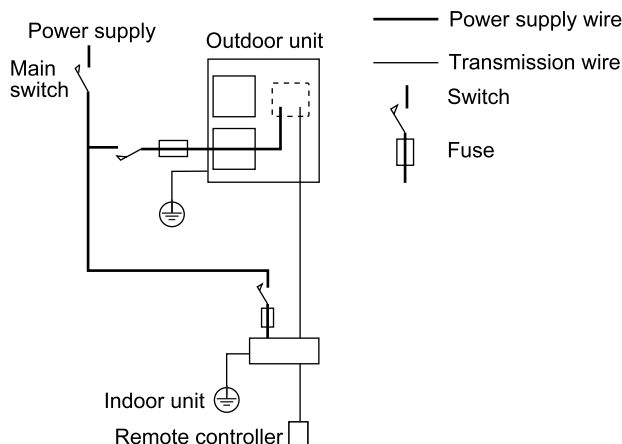 Power supply
Main
switch
Outdoor unit
Power supply wire
Transmission wire
Switch
Fuse
Indoor unit
Remote controller